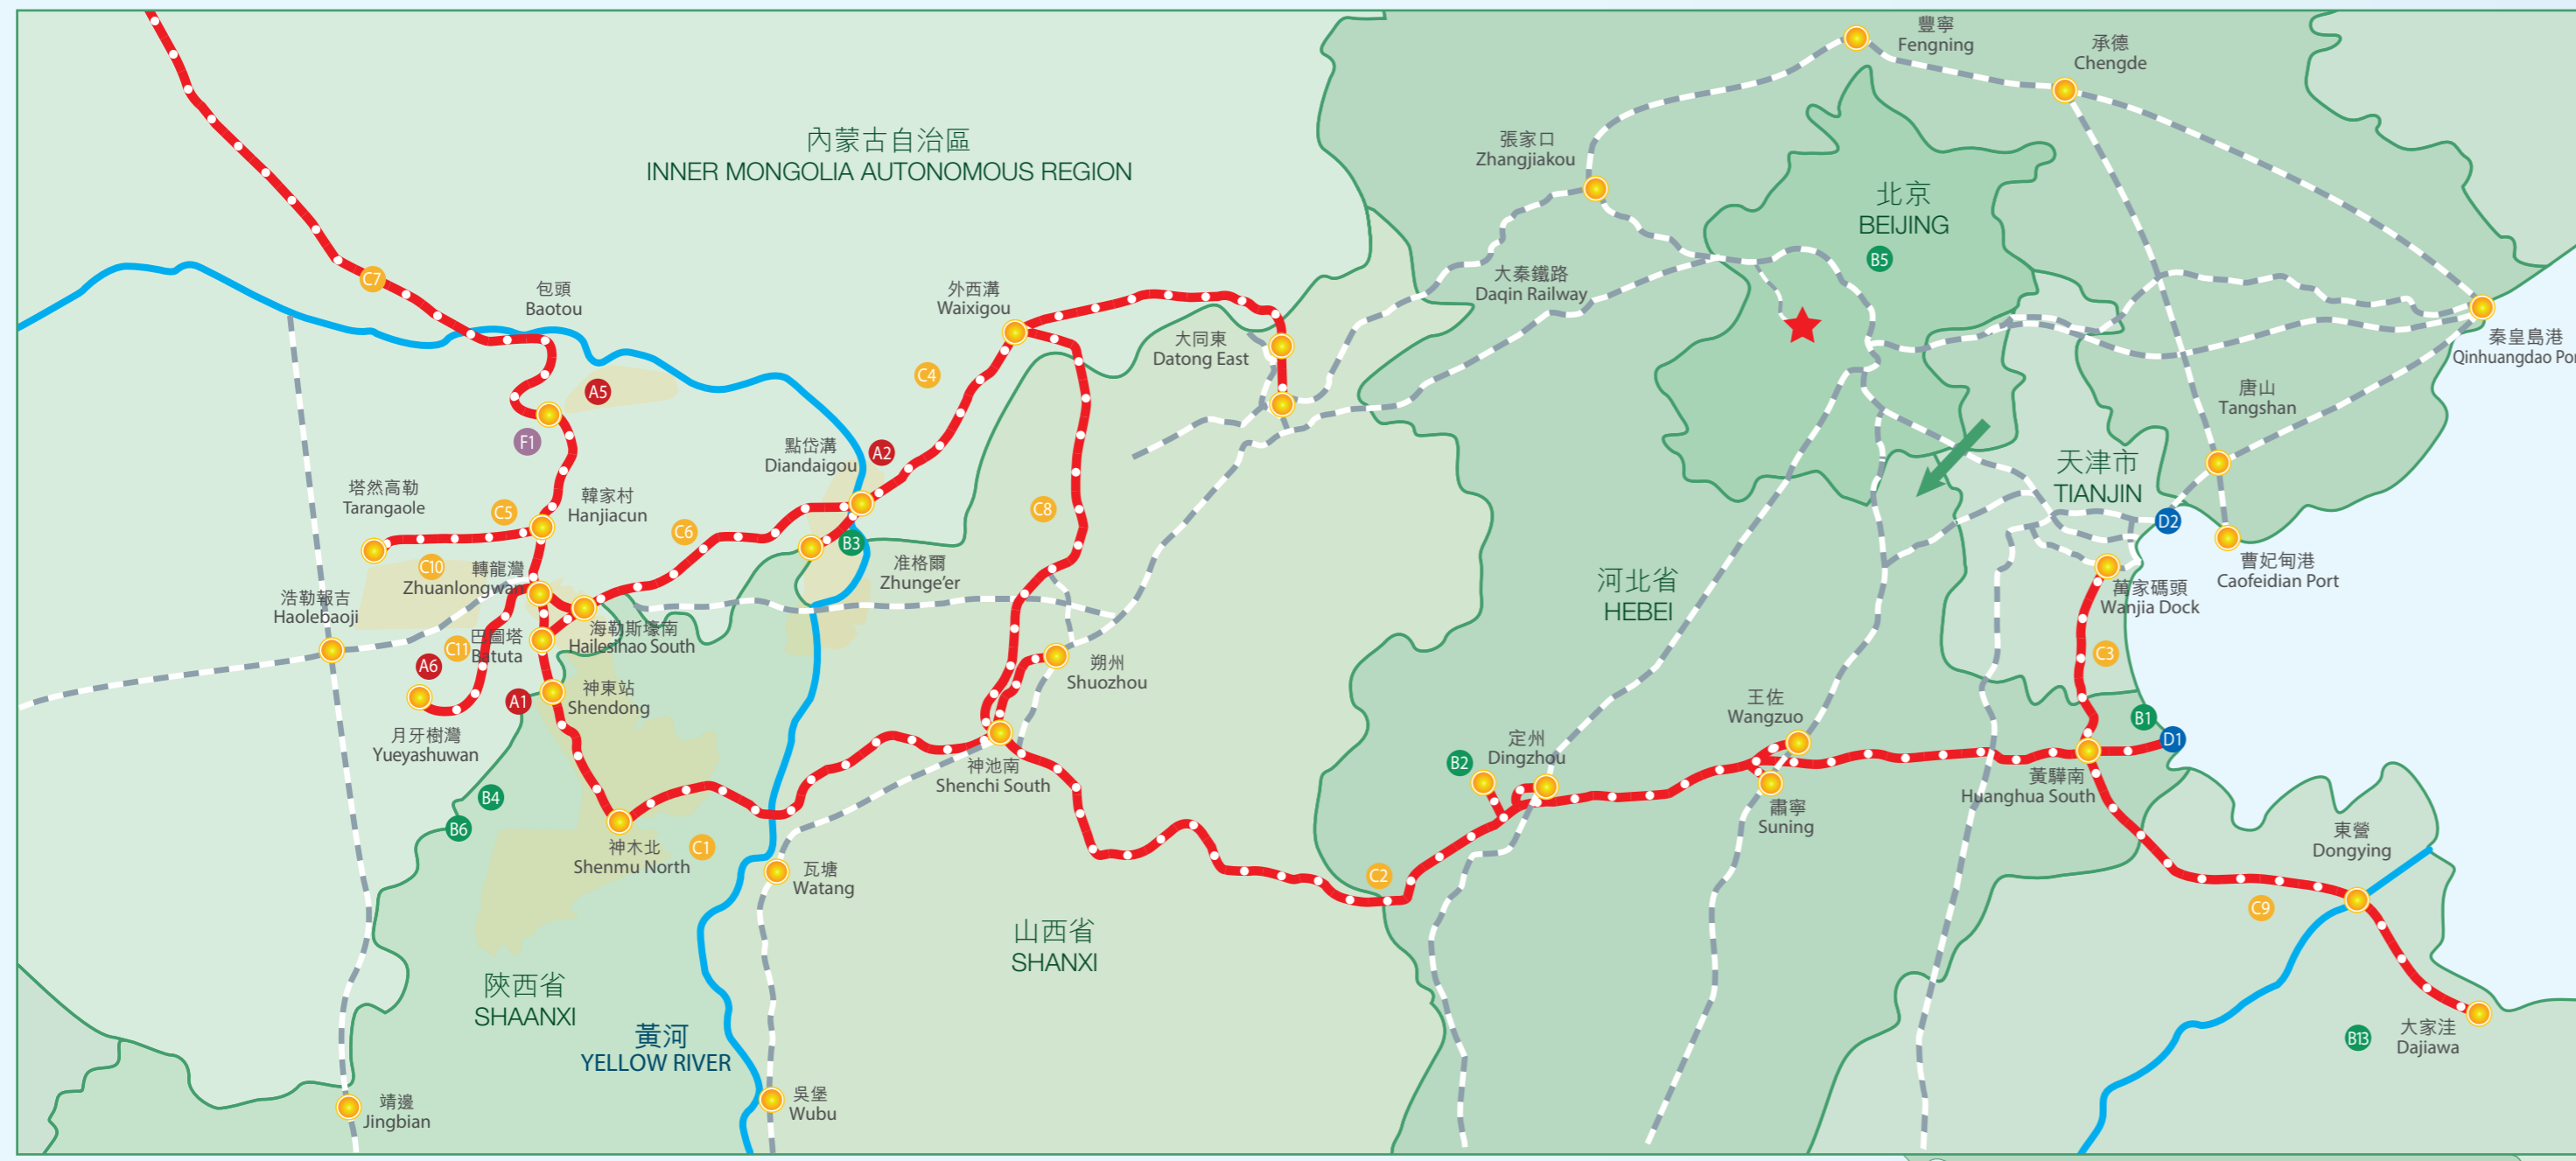 豐寧
Fengning
承德
Chengde
內蒙古自治區
INNER MONGOLIA AUTONOMOUS REGION
張家口
Zhangjiakou
北京
BEIJING
B5
C7
包頭
Baotou
外西溝
Waixigou
大秦鐵路
Daqin Railway
大同東
Datong East
秦皇島港
Qinhuangdao Por
C4
A5
唐山
Tangshan
F1
點岱溝
Diandaigou
A2
天津市
TIANJIN
塔然高勒
Tarangaole
C5
韓家村
Hanjiacun
C6
C8
D2
B3
准格爾
Zhunge'er
曹妃甸港
Caofeidian Port
C10
轉龍灣
Zhuanlongwan
萬家碼頭
Wanjia Dock
河北省
HEBEI
浩勒報吉
Haolebaoji
海勒斯壕南
Hailesihao South
C11
巴圖塔
Batuta
A6
C3
朔州
Shuozhou
神東站
Shendong
A1
王佐
Wangzuo
B1
D1
月牙樹灣
Yueyashuwan
定州
Dingzhou
B2
神池南
Shenchi South
黃驊南
Huanghua South
B4
B6
肅寧
Suning
神木北
Shenmu North
C1
瓦塘
Watang
C2
東營
Dongying
C9
山西省
SHANXI
陝西省
SHAANXI
黃河
YELLOW RIVER
B13
大家洼
Dajiawa
靖邊
Jingbian
吳堡
Wubu